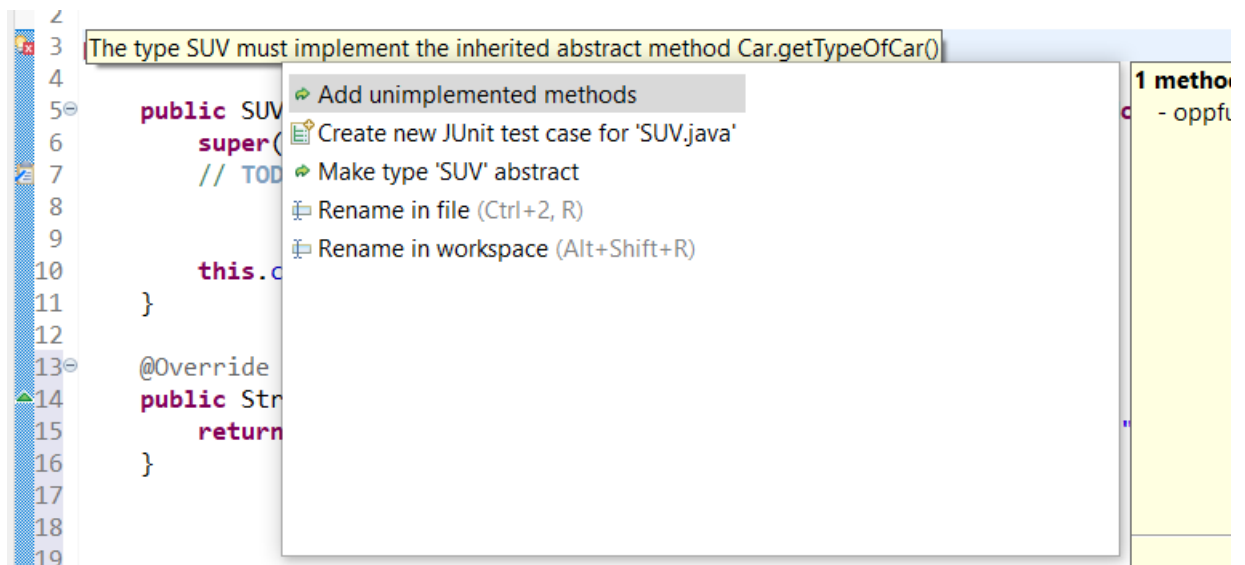 2
3 The type SUV must implement the inherited abstract method Car.getTypeOfCar()
4
Add unimplemented methods
1
5 public SUV
Create new JUnit test case for 'SUV.java'
6 super(
7 // TOD
Make type 'SUV' abstract
8
Rename in file (Ctrl+2, R)
9
Rename in workspace (Alt+Shift+R)
10 this.c
11 }
12
13 @Override
14 public Str
15 return "
16 }
17
18
19